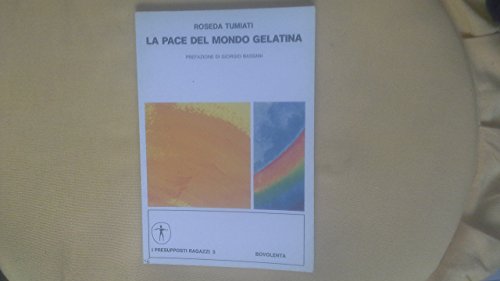 ROSEDA TUMIATI
LA PACE DEL MONDO GELATINA
PREFAZIONE DI GIORGIO BASSANI
I PRESUPPOSTI RAGAZZI 3
BOVOLENTA